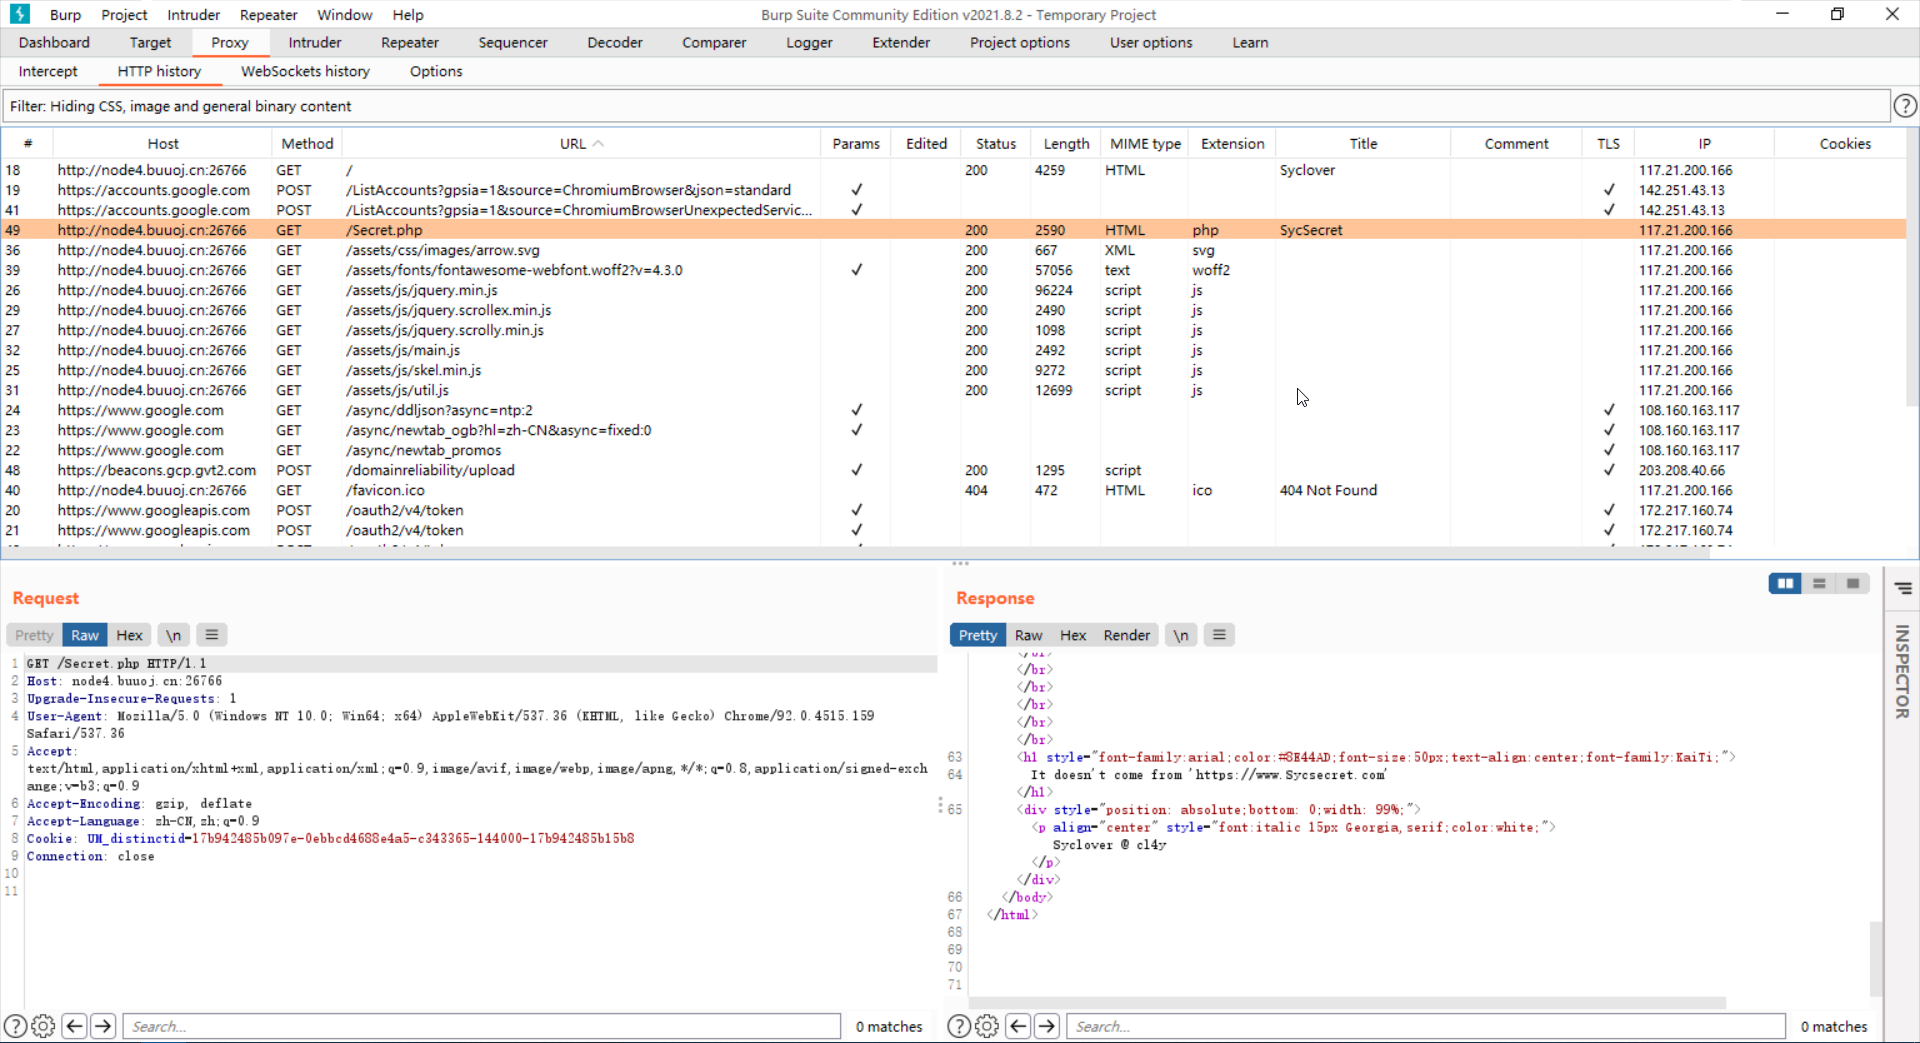 Burp Project Intruder Repeater Window Help Burp Suite Community Edition v2021.8.2 - Temporary Project
Dashboard Target Proxy Intruder Repeater Sequencer Decoder Comparer Logger Extender Project options User options Learn
Intercept HTTP history WebSockets history Options
Filter: Hiding CSS, image and general binary content
# Host Method URL Params Edited Status Length MIME type Extension Title Comment TLS IP Cookies
18 http://node4.buuoj.cn:26766 GET / 200 4259 HTML Syclover 117.21.200.166
19 https://accounts.google.com POST /ListAccounts?gpsia=1&source=ChromiumBrowser&json=standard ✓ ✓ 142.251.43.13
41 https://accounts.google.com POST /ListAccounts?gpsia=1&source=ChromiumBrowserUnexpectedServic... ✓ ✓ 142.251.43.13
49 http://node4.buuoj.cn:26766 GET /Secret.php 200 2590 HTML php SycSecret 117.21.200.166
36 http://node4.buuoj.cn:26766 GET /assets/css/images/arrow.svg 200 667 XML svg 117.21.200.166
39 http://node4.buuoj.cn:26766 GET /assets/fonts/fontawesome-webfont.woff2?v=4.3.0 ✓ 200 57056 text woff2 117.21.200.166
26 http://node4.buuoj.cn:26766 GET /assets/js/jquery.min.js 200 96224 script js 117.21.200.166
29 http://node4.buuoj.cn:26766 GET /assets/js/jquery.scrollex.min.js 200 2490 script js 117.21.200.166
27 http://node4.buuoj.cn:26766 GET /assets/js/jquery.scrolly.min.js 200 1098 script js 117.21.200.166
32 http://node4.buuoj.cn:26766 GET /assets/js/main.js 200 2492 script js 117.21.200.166
25 http://node4.buuoj.cn:26766 GET /assets/js/skel.min.js 200 9272 script js 117.21.200.166
31 http://node4.buuoj.cn:26766 GET /assets/js/util.js 200 12699 script js 117.21.200.166
24 https://www.google.com GET /async/ddljson?async=ntp:2 ✓ ✓ 108.160.163.117
23 https://www.google.com GET /async/newtab_ogb?hl=zh-CN&async=fixed:0 ✓ ✓ 108.160.163.117
22 https://www.google.com GET /async/newtab_promos ✓ 108.160.163.117
48 https://beacons.gcp.gvt2.com POST /domainreliability/upload ✓ 200 1295 script ✓ 203.208.40.66
40 http://node4.buuoj.cn:26766 GET /favicon.ico 404 472 HTML ico 404 Not Found 117.21.200.166
20 https://www.googleapis.com POST /oauth2/v4/token ✓ ✓ 172.217.160.74
21 https://www.googleapis.com POST /oauth2/v4/token ✓ ✓ 172.217.160.74
Request
Pretty Raw Hex \n
1 GET /Secret.php HTTP/1.1
2 Host: node4.buuoj.cn:26766
3 Upgrade-Insecure-Requests: 1
4 User-Agent: Mozilla/5.0 (Windows NT 10.0; Win64; x64) AppleWebKit/537.36 (KHTML, like Gecko) Chrome/92.0.4515.159
Safari/537.36
5 Accept:
text/html,application/xhtml+xml,application/xml;q=0.9,image/avif,image/webp,image/apng,*/*;q=0.8,application/signed-exch
ange;v=b3;q=0.9
6 Accept-Encoding: gzip, deflate
7 Accept-Language: zh-CN,zh;q=0.9
8 Cookie: UM_distinctid=17b942485b097e-0ebbcd4688e4a5-c343365-144000-17b942485b15b8
9 Connection: close
10
11
Search... 0 matches
Response
Pretty Raw Hex Render \n
</br>
</br>
</br>
</br>
</br>
</br>
63 <h1 style="font-family:arial;color:#8E44AD;font-size:50px;text-align:center;font-family:KaiTi;">
64 It doesn't come from 'https://www.Sycsecret.com'
</h1>
65 <div style="position: absolute;bottom: 0;width: 99%;">
<p align="center" style="font:italic 15px Georgia,serif;color:white;">
Syclover @ cl4y
</p>
</div>
66 </body>
67 </html>
68
69
70
71
Search... 0 matches
INSPECTOR